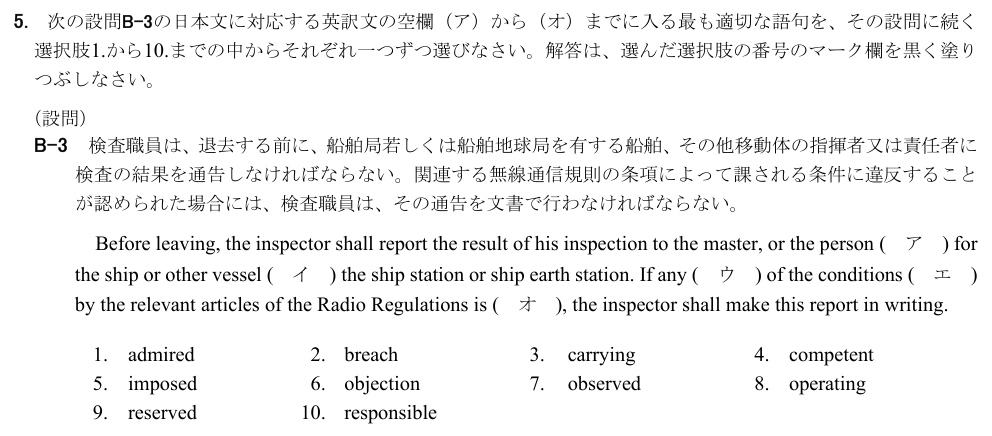 5. 次の設問B-3の日本文に対応する英訳文の空欄（ア）から（オ）までに入る最も適切な語句を、その設問に続く
選択肢1.から10.までの中からそれぞれ一つずつ選びなさい。解答は、選んだ選択肢の番号のマーク欄を黒く塗り
つぶしなさい。
（設問）
B-3 検査職員は、退去する前に、船舶局若しくは船舶地球局を有する船舶、その他移動体の指揮者又は責任者に
検査の結果を通告しなければならない。関連する無線通信規則の条項によって課される条件に違反すること
が認められた場合には、検査職員は、その通告を文書で行わなければならない。
Before leaving, the inspector shall report the result of his inspection to the master, or the person ( ア ) for
the ship or other vessel ( イ ) the ship station or ship earth station. If any ( ウ ) of the conditions ( エ )
by the relevant articles of the Radio Regulations is ( オ ), the inspector shall make this report in writing.
1. admired 2. breach 3. carrying 4. competent
5. imposed 6. objection 7. observed 8. operating
9. reserved 10. responsible